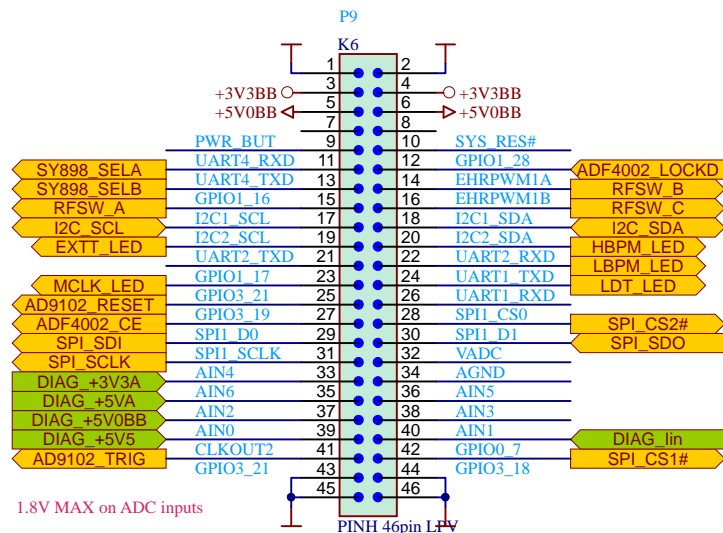 P9
K6
1 2
+3V3BB 3 4 +3V3BB
+5V0BB 5 6 +5V0BB
7 8
PWR_BUT 9 10 SYS_RES#
SY898_SELA UART4_RXD 11 12 GPIO1_28 ADF4002_LOCKD
SY898_SELB UART4_TXD 13 14 EHRPWM1A RFSW_B
RFSW_A GPIO1_16 15 16 EHRPWM1B RFSW_C
I2C_SCL I2C1_SCL 17 18 I2C1_SDA I2C_SDA
EXTT_LED I2C2_SCL 19 20 I2C2_SDA HBPM_LED
UART2_TXD 21 22 UART2_RXD LBPM_LED
MCLK_LED GPIO1_17 23 24 UART1_TXD LDT_LED
AD9102_RESET GPIO3_21 25 26 UART1_RXD
ADF4002_CE GPIO3_19 27 28 SPI1_CS0 SPI_CS2#
SPI_SDI SPI1_D0 29 30 SPI1_D1 SPI_SDO
SPI_SCLK SPI1_SCLK 31 32 VADC
DIAG_+3V3A AIN4 33 34 AGND
DIAG_+5VA AIN6 35 36 AIN5
DIAG_+5V0BB AIN2 37 38 AIN3
DIAG_+5V5 AIN0 39 40 AIN1 DIAG_Iin
AD9102_TRIG CLKOUT2 41 42 GPIO0_7 SPI_CS1#
GPIO3_21 43 44 GPIO3_18
45 46
1.8V MAX on ADC inputs
PINH 46pin LPV